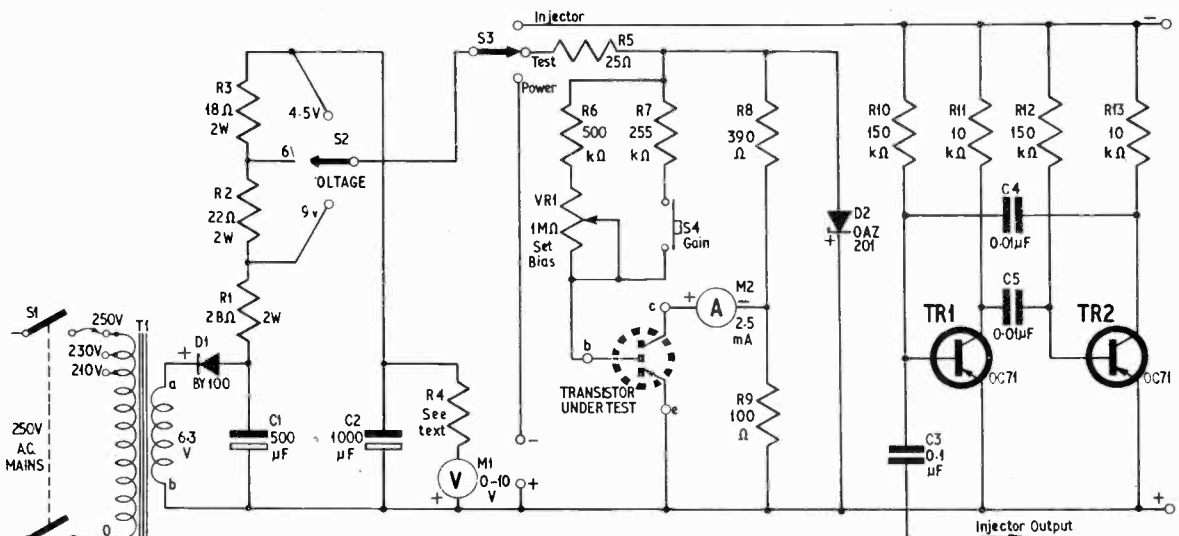 Injector
S3
Test
Power
R5
25Ω
R3
18Ω
2W
4·5V
S2
6\
VOLTAGE
9v
R2
22Ω
2W
R1
28Ω
2W
S1
250V
230V
210V
T1
D1
BY100
a
6·3
V
b
0
250V
A.C.
MAINS
C1
500
µF
C2
1000
µF
R4
See
text
M1
V
0-10
V
+
-
+
R6
500
kΩ
R7
255
kΩ
R8
390
Ω
VR1
1MΩ
Set
Bias
S4
Gain
D2
OAZ
201
+
c
+
A
-
M2
2·5
mA
b
TRANSISTOR
UNDER TEST
e
R9
100
Ω
R10
150
kΩ
R11
10
kΩ
R12
150
kΩ
R13
10
kΩ
C4
0·01µF
C5
0·01µF
TR1
OC71
TR2
OC71
C3
0·1
µF
Injector Output
-
+